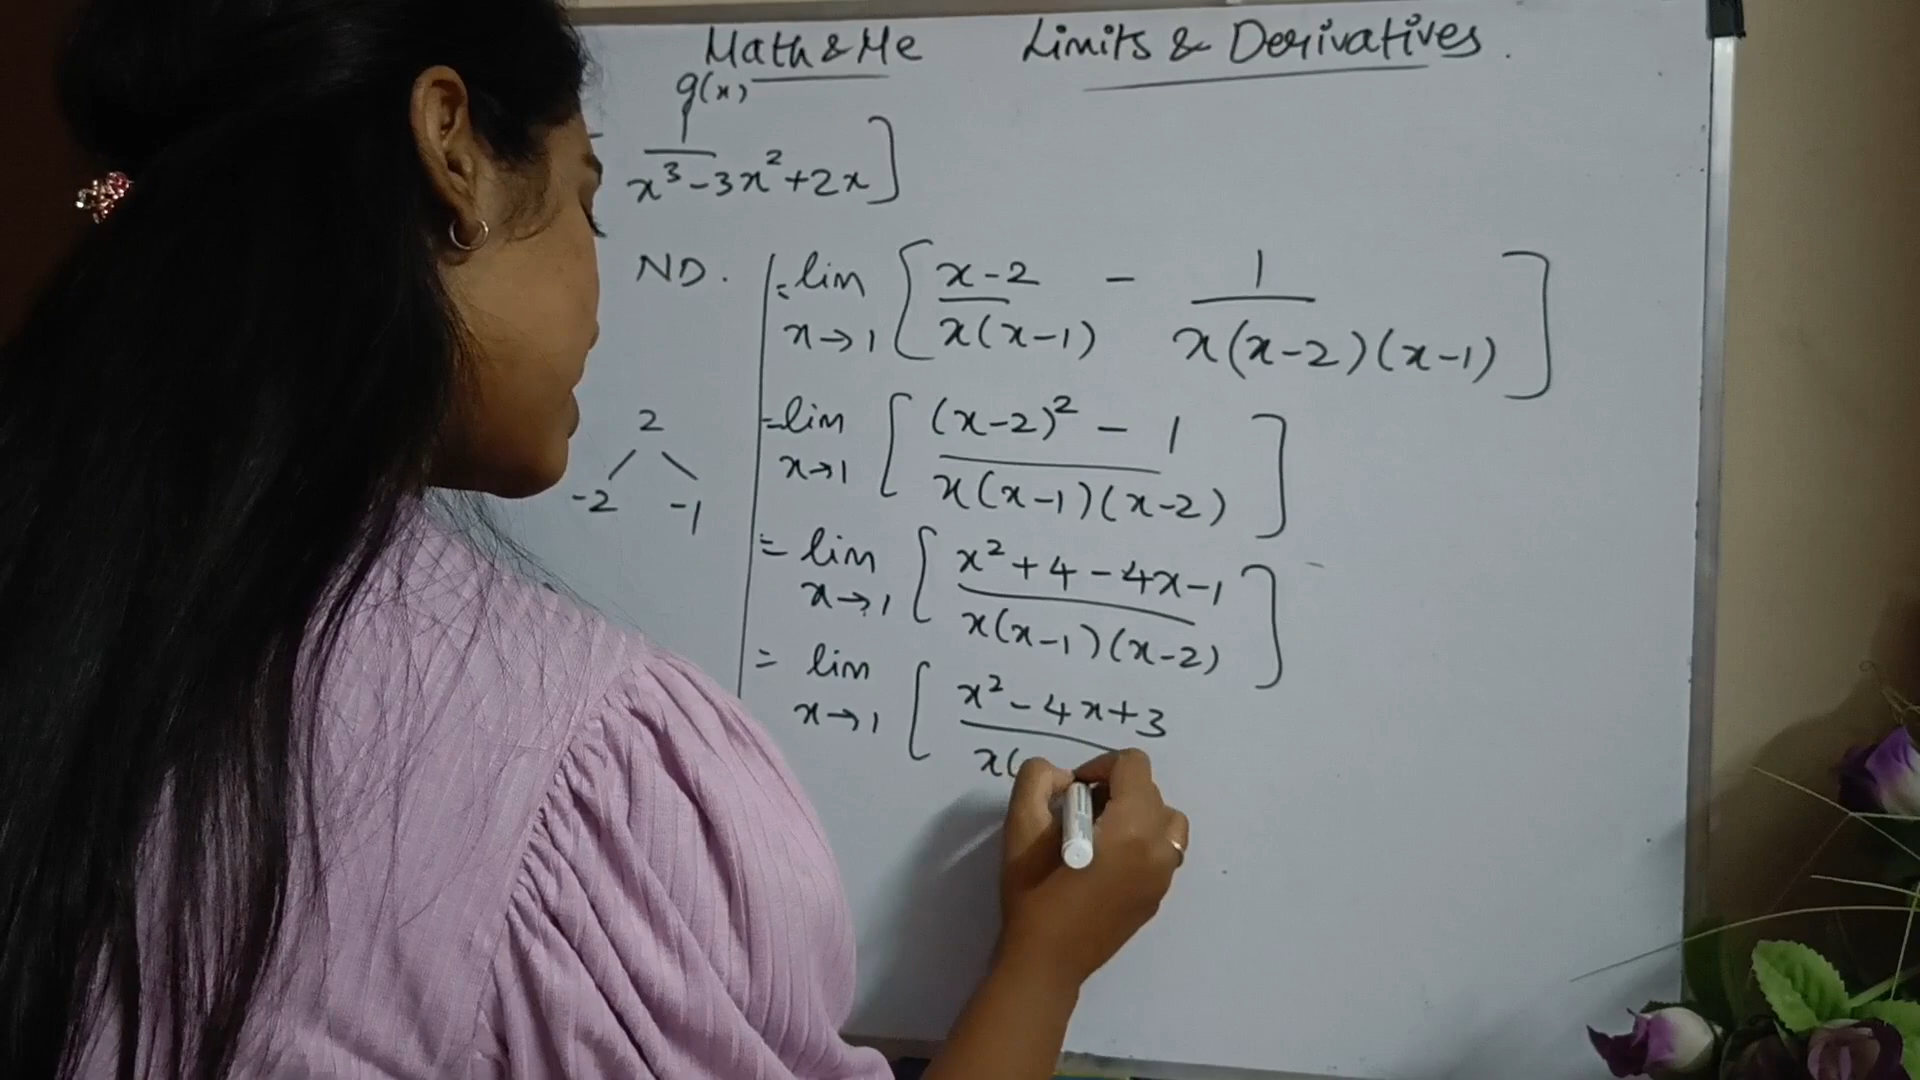 Math & Me
Limits & Derivatives.
g(x)
1
x³-3x²+2x]
ND.
= lim [ x-2 - 1 ]
x→1 x(x-1) x(x-2)(x-1)
2
-2 -1
= lim [ (x-2)² - 1 ]
x→1 x(x-1)(x-2)
= lim [ x²+4-4x-1 ]
x→1 x(x-1)(x-2)
= lim [ x²-4x+3
x→1 x(